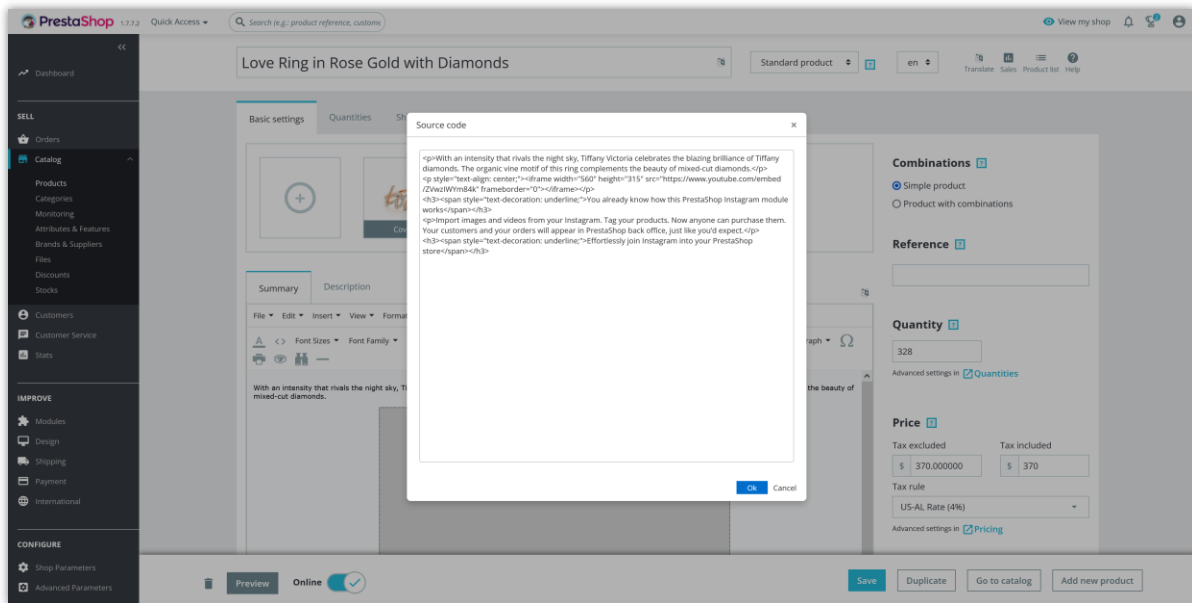 PrestaShop 1.7.7.2 Quick Access Search (e.g.: product reference, custome View my shop
Love Ring in Rose Gold with Diamonds Standard product en Translate Sales Product list Help
Dashboard
SELL
Orders
Catalog
Products
Categories
Monitoring
Attributes & Features
Brands & Suppliers
Files
Discounts
Stocks
Customers
Customer Service
Stats
IMPROVE
Modules
Design
Shipping
Payment
International
CONFIGURE
Shop Parameters
Advanced Parameters
Basic settings Quantities Sh
Cov
Summary Description
File Edit Insert View Format
A <> Font Sizes Font Family
raph Ω
With an intensity that rivals the night sky, Ti
the beauty of
mixed-cut diamonds.
Source code ×
<p>With an intensity that rivals the night sky, Tiffany Victoria celebrates the blazing brilliance of Tiffany
diamonds. The organic vine motif of this ring complements the beauty of mixed-cut diamonds.</p>
<p style="text-align: center;"><iframe width="560" height="315" src="https://www.youtube.com/embed
/ZVwzIWYm84k" frameborder="0"></iframe></p>
<h3><span style="text-decoration: underline;">You already know how this PrestaShop Instagram module
works</span></h3>
<p>Import images and videos from your Instagram. Tag your products. Now anyone can purchase them.
Your customers and your orders will appear in PrestaShop back office, just like you'd expect.</p>
<h3><span style="text-decoration: underline;">Effortlessly join Instagram into your PrestaShop
store</span></h3>
Ok Cancel
Combinations ?
Simple product
Product with combinations
Reference ?
Quantity ?
328
Advanced settings in Quantities
Price ?
Tax excluded Tax included
$ 370.000000 $ 370
Tax rule
US-AL Rate (4%)
Advanced settings in Pricing
Preview Online Save Duplicate Go to catalog Add new product